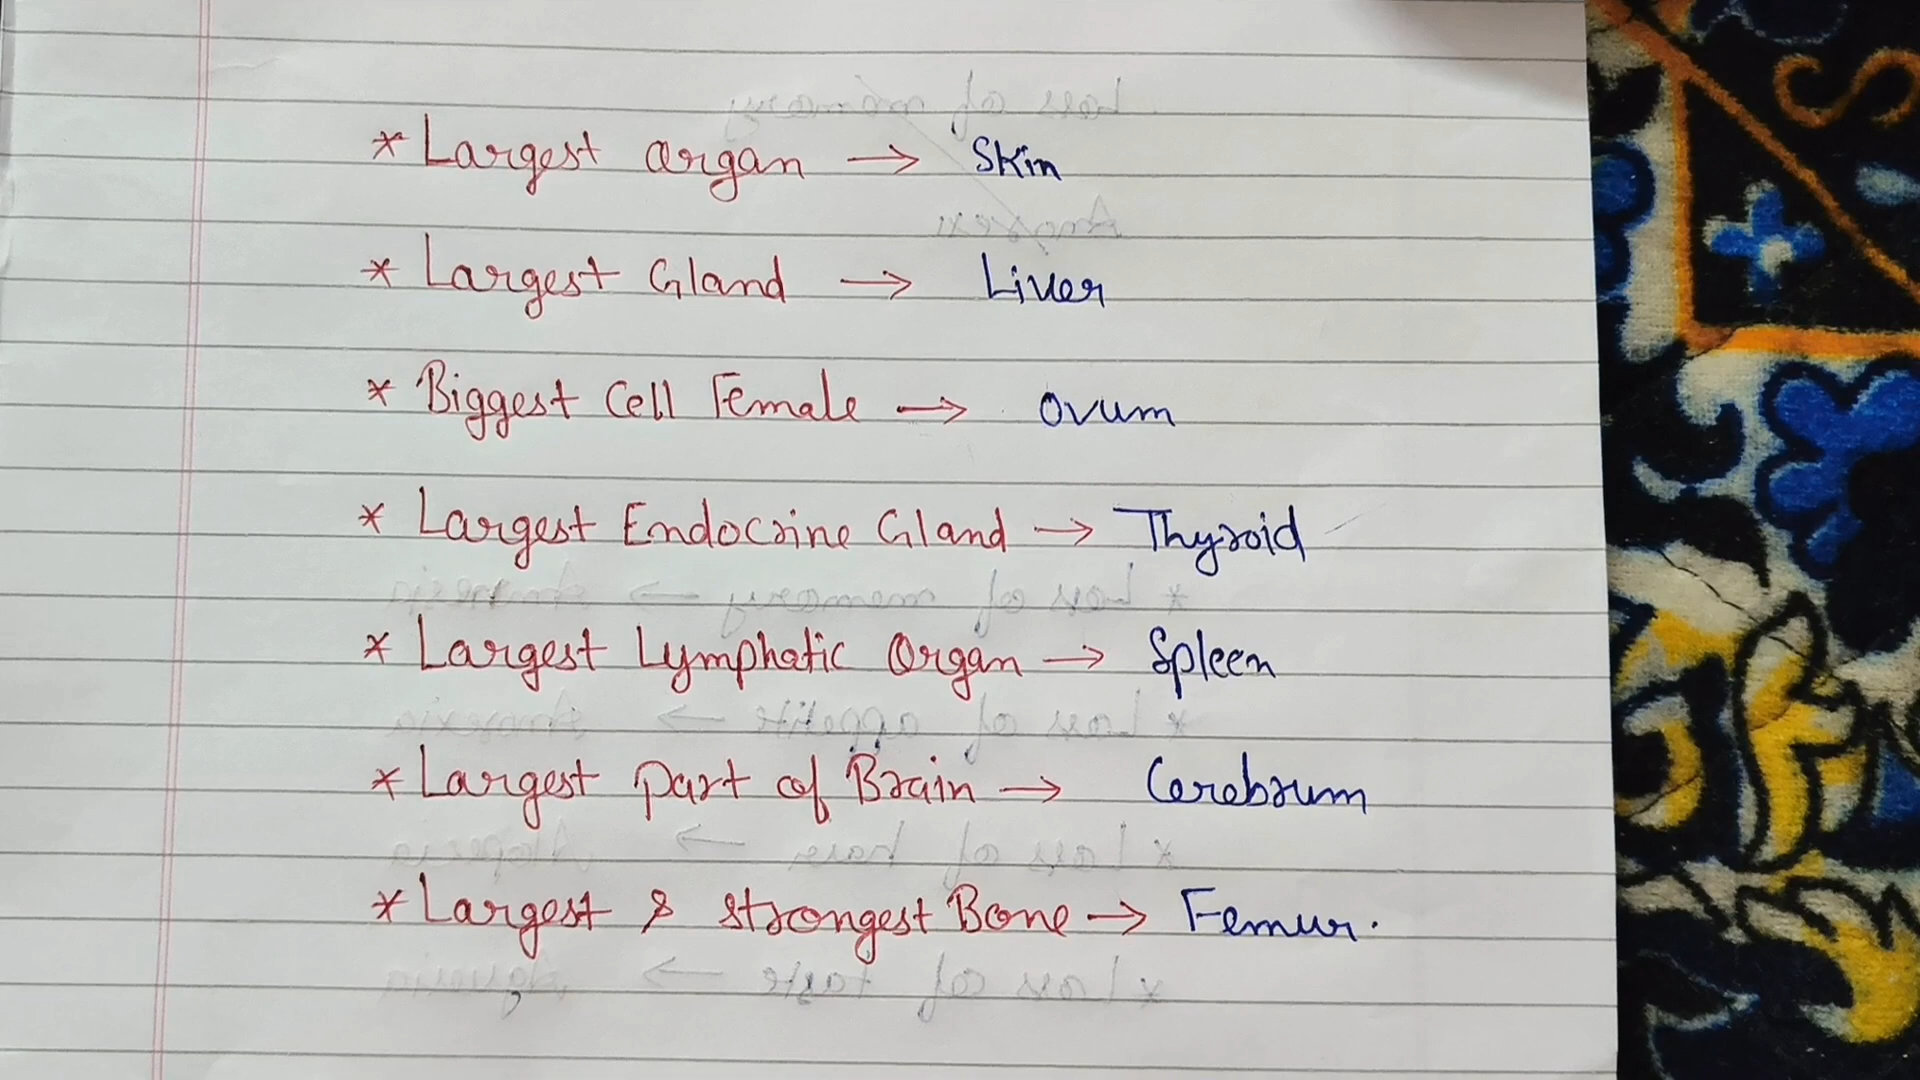 * Largest argan → Skin
* Largest Gland → Liver
* Biggest Cell Female → Ovum
* Largest Endocrine Gland → Thyroid
* Largest Lymphatic Organ → Spleen
* Largest part of Brain → Cerebrum
* Largest & strongest Bone → Femur.